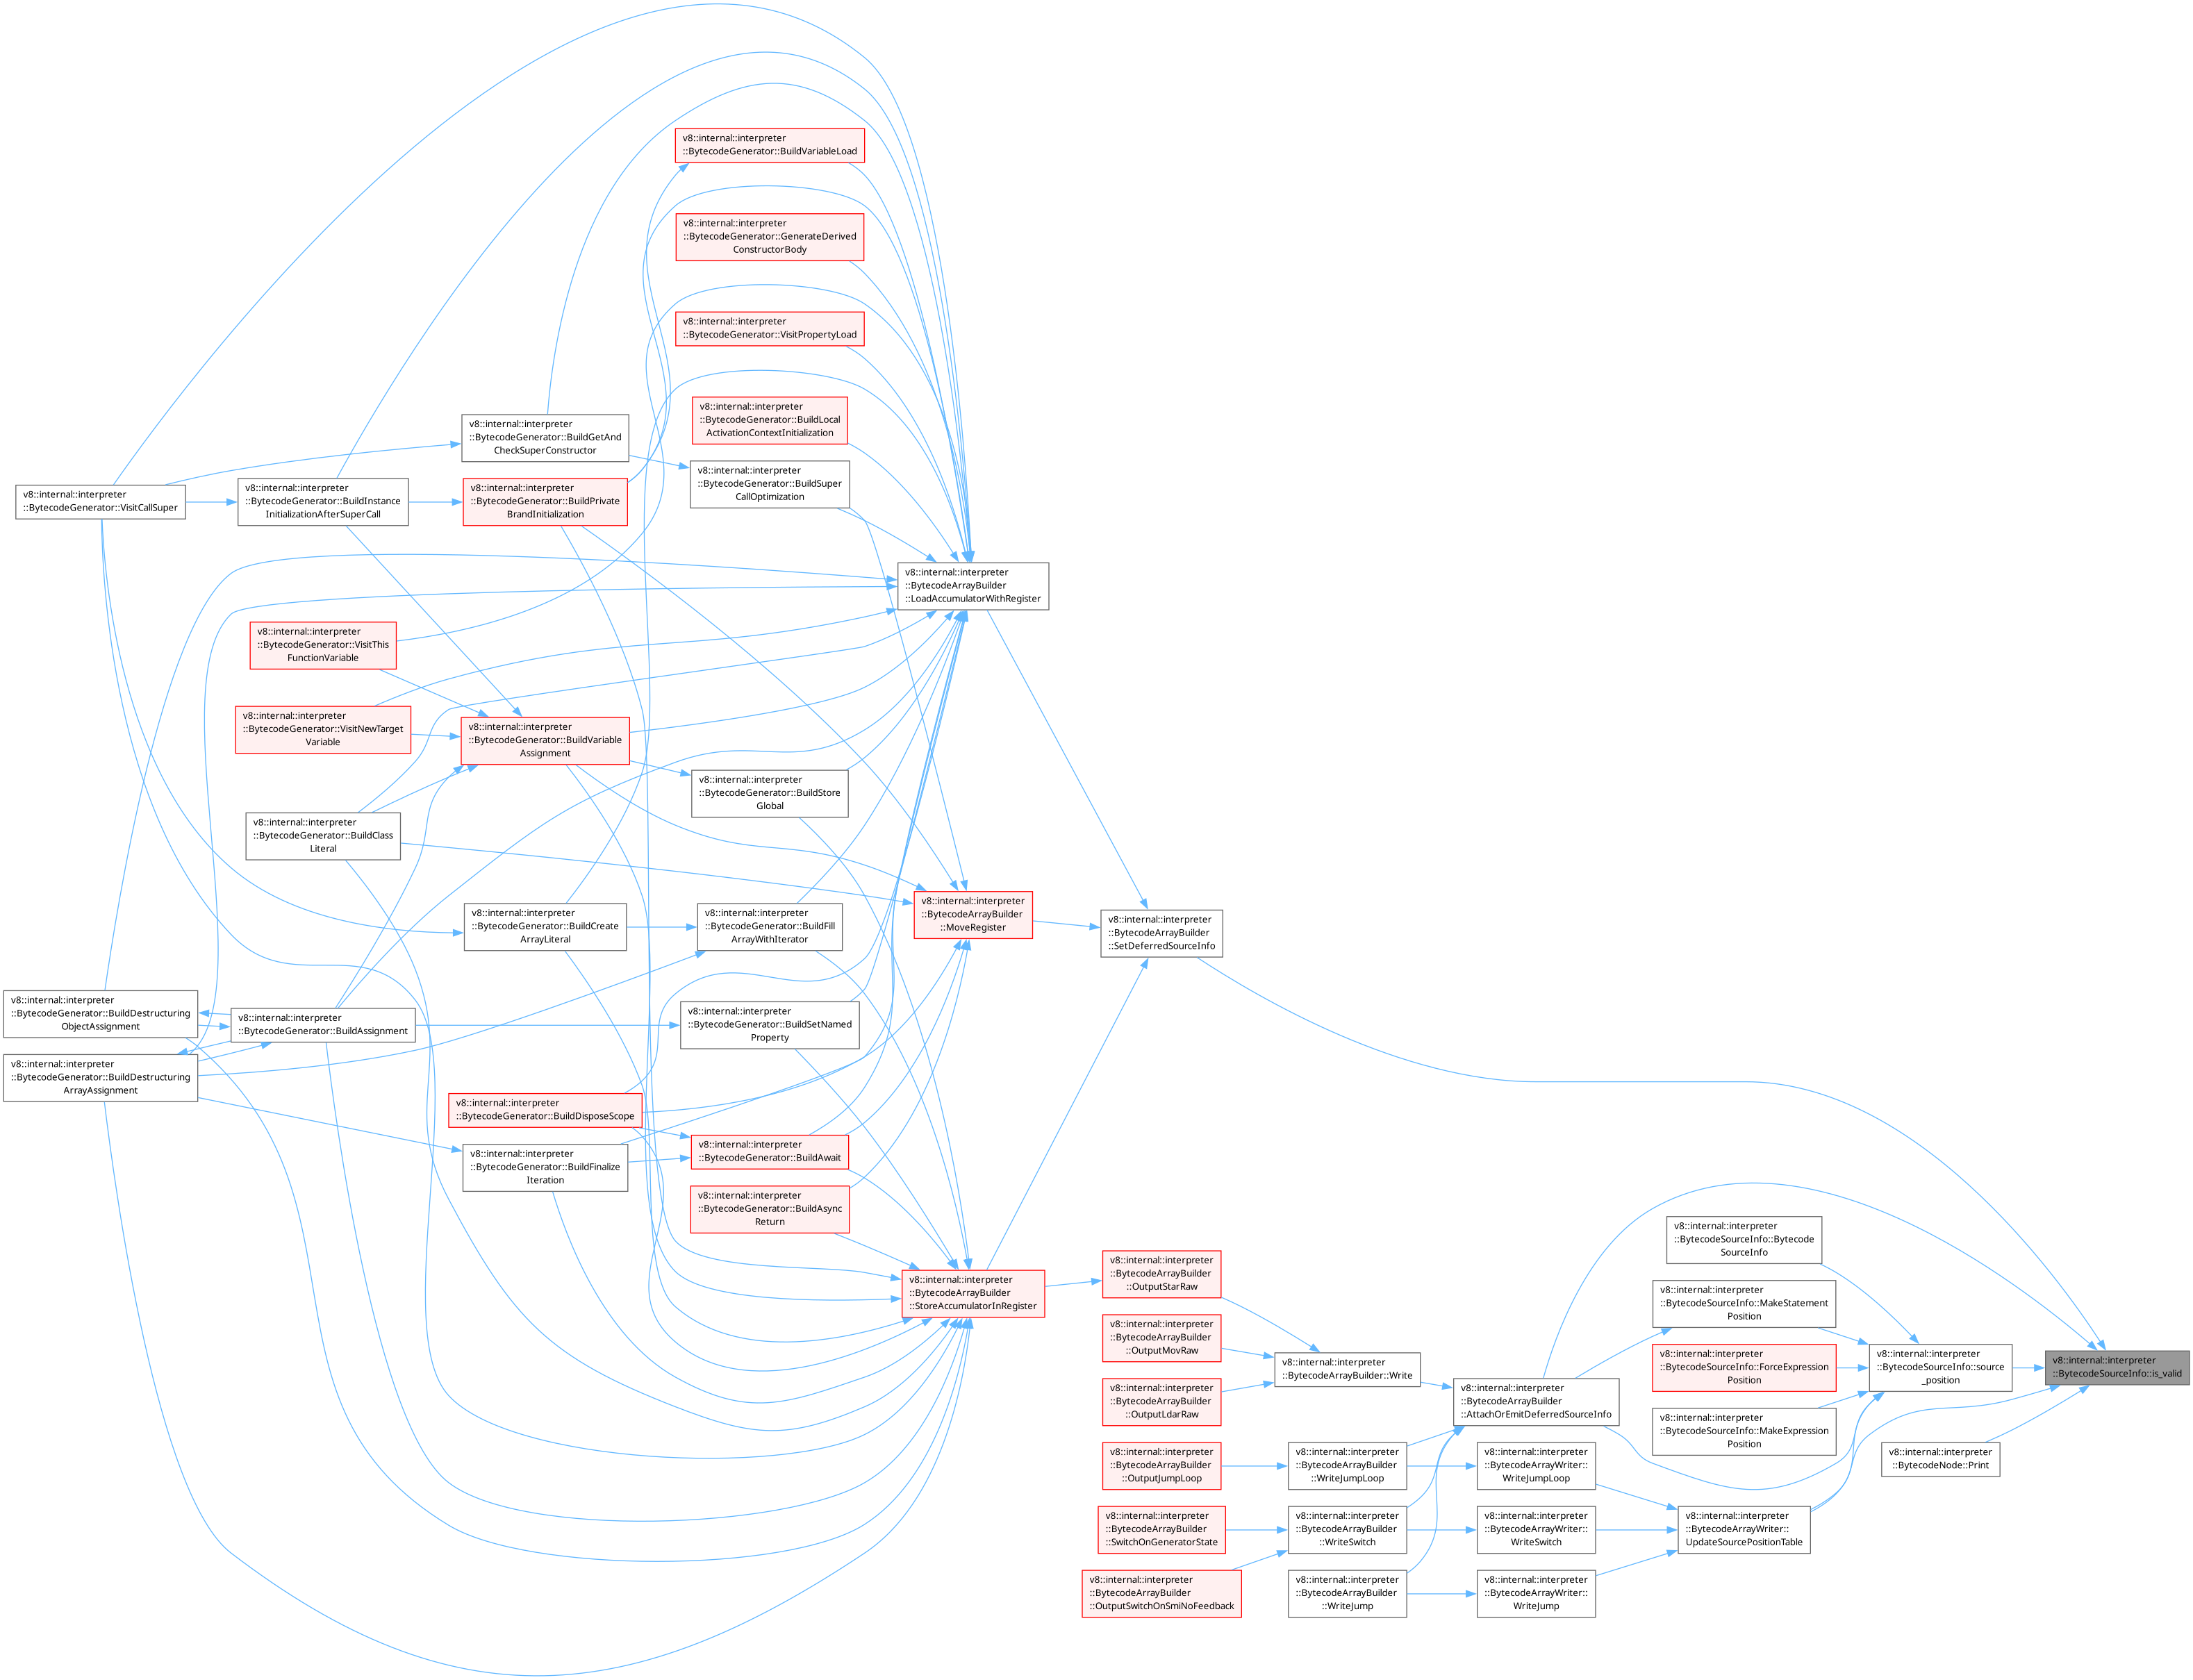 v8::internal::interpreter
::BytecodeGenerator::BuildVariableLoad
v8::internal::interpreter
::BytecodeGenerator::GenerateDerived
ConstructorBody
v8::internal::interpreter
::BytecodeGenerator::VisitPropertyLoad
v8::internal::interpreter
::BytecodeGenerator::BuildLocal
ActivationContextInitialization
v8::internal::interpreter
::BytecodeGenerator::BuildGetAnd
CheckSuperConstructor
v8::internal::interpreter
::BytecodeGenerator::BuildSuper
CallOptimization
v8::internal::interpreter
::BytecodeGenerator::VisitCallSuper
v8::internal::interpreter
::BytecodeGenerator::BuildInstance
InitializationAfterSuperCall
v8::internal::interpreter
::BytecodeGenerator::BuildPrivate
BrandInitialization
v8::internal::interpreter
::BytecodeArrayBuilder
::LoadAccumulatorWithRegister
v8::internal::interpreter
::BytecodeGenerator::VisitThis
FunctionVariable
v8::internal::interpreter
::BytecodeGenerator::VisitNewTarget
Variable
v8::internal::interpreter
::BytecodeGenerator::BuildVariable
Assignment
v8::internal::interpreter
::BytecodeGenerator::BuildStore
Global
v8::internal::interpreter
::BytecodeGenerator::BuildClass
Literal
v8::internal::interpreter
::BytecodeGenerator::BuildCreate
ArrayLiteral
v8::internal::interpreter
::BytecodeGenerator::BuildFill
ArrayWithIterator
v8::internal::interpreter
::BytecodeArrayBuilder
::MoveRegister
v8::internal::interpreter
::BytecodeArrayBuilder
::SetDeferredSourceInfo
v8::internal::interpreter
::BytecodeGenerator::BuildDestructuring
ObjectAssignment
v8::internal::interpreter
::BytecodeGenerator::BuildAssignment
v8::internal::interpreter
::BytecodeGenerator::BuildSetNamed
Property
v8::internal::interpreter
::BytecodeGenerator::BuildDestructuring
ArrayAssignment
v8::internal::interpreter
::BytecodeGenerator::BuildDisposeScope
v8::internal::interpreter
::BytecodeGenerator::BuildAwait
v8::internal::interpreter
::BytecodeGenerator::BuildFinalize
Iteration
v8::internal::interpreter
::BytecodeGenerator::BuildAsync
Return
v8::internal::interpreter
::BytecodeArrayBuilder
::StoreAccumulatorInRegister
v8::internal::interpreter
::BytecodeArrayBuilder
::OutputStarRaw
v8::internal::interpreter
::BytecodeArrayBuilder
::OutputMovRaw
v8::internal::interpreter
::BytecodeArrayBuilder
::OutputLdarRaw
v8::internal::interpreter
::BytecodeArrayBuilder
::OutputJumpLoop
v8::internal::interpreter
::BytecodeArrayBuilder
::SwitchOnGeneratorState
v8::internal::interpreter
::BytecodeArrayBuilder
::OutputSwitchOnSmiNoFeedback
v8::internal::interpreter
::BytecodeArrayBuilder::Write
v8::internal::interpreter
::BytecodeArrayBuilder
::WriteJumpLoop
v8::internal::interpreter
::BytecodeArrayBuilder
::WriteSwitch
v8::internal::interpreter
::BytecodeArrayBuilder
::WriteJump
v8::internal::interpreter
::BytecodeArrayBuilder
::AttachOrEmitDeferredSourceInfo
v8::internal::interpreter
::BytecodeArrayWriter::
WriteJumpLoop
v8::internal::interpreter
::BytecodeArrayWriter::
WriteSwitch
v8::internal::interpreter
::BytecodeArrayWriter::
WriteJump
v8::internal::interpreter
::BytecodeSourceInfo::Bytecode
SourceInfo
v8::internal::interpreter
::BytecodeSourceInfo::MakeStatement
Position
v8::internal::interpreter
::BytecodeSourceInfo::ForceExpression
Position
v8::internal::interpreter
::BytecodeSourceInfo::MakeExpression
Position
v8::internal::interpreter
::BytecodeArrayWriter::
UpdateSourcePositionTable
v8::internal::interpreter
::BytecodeSourceInfo::source
_position
v8::internal::interpreter
::BytecodeNode::Print
v8::internal::interpreter
::BytecodeSourceInfo::is_valid